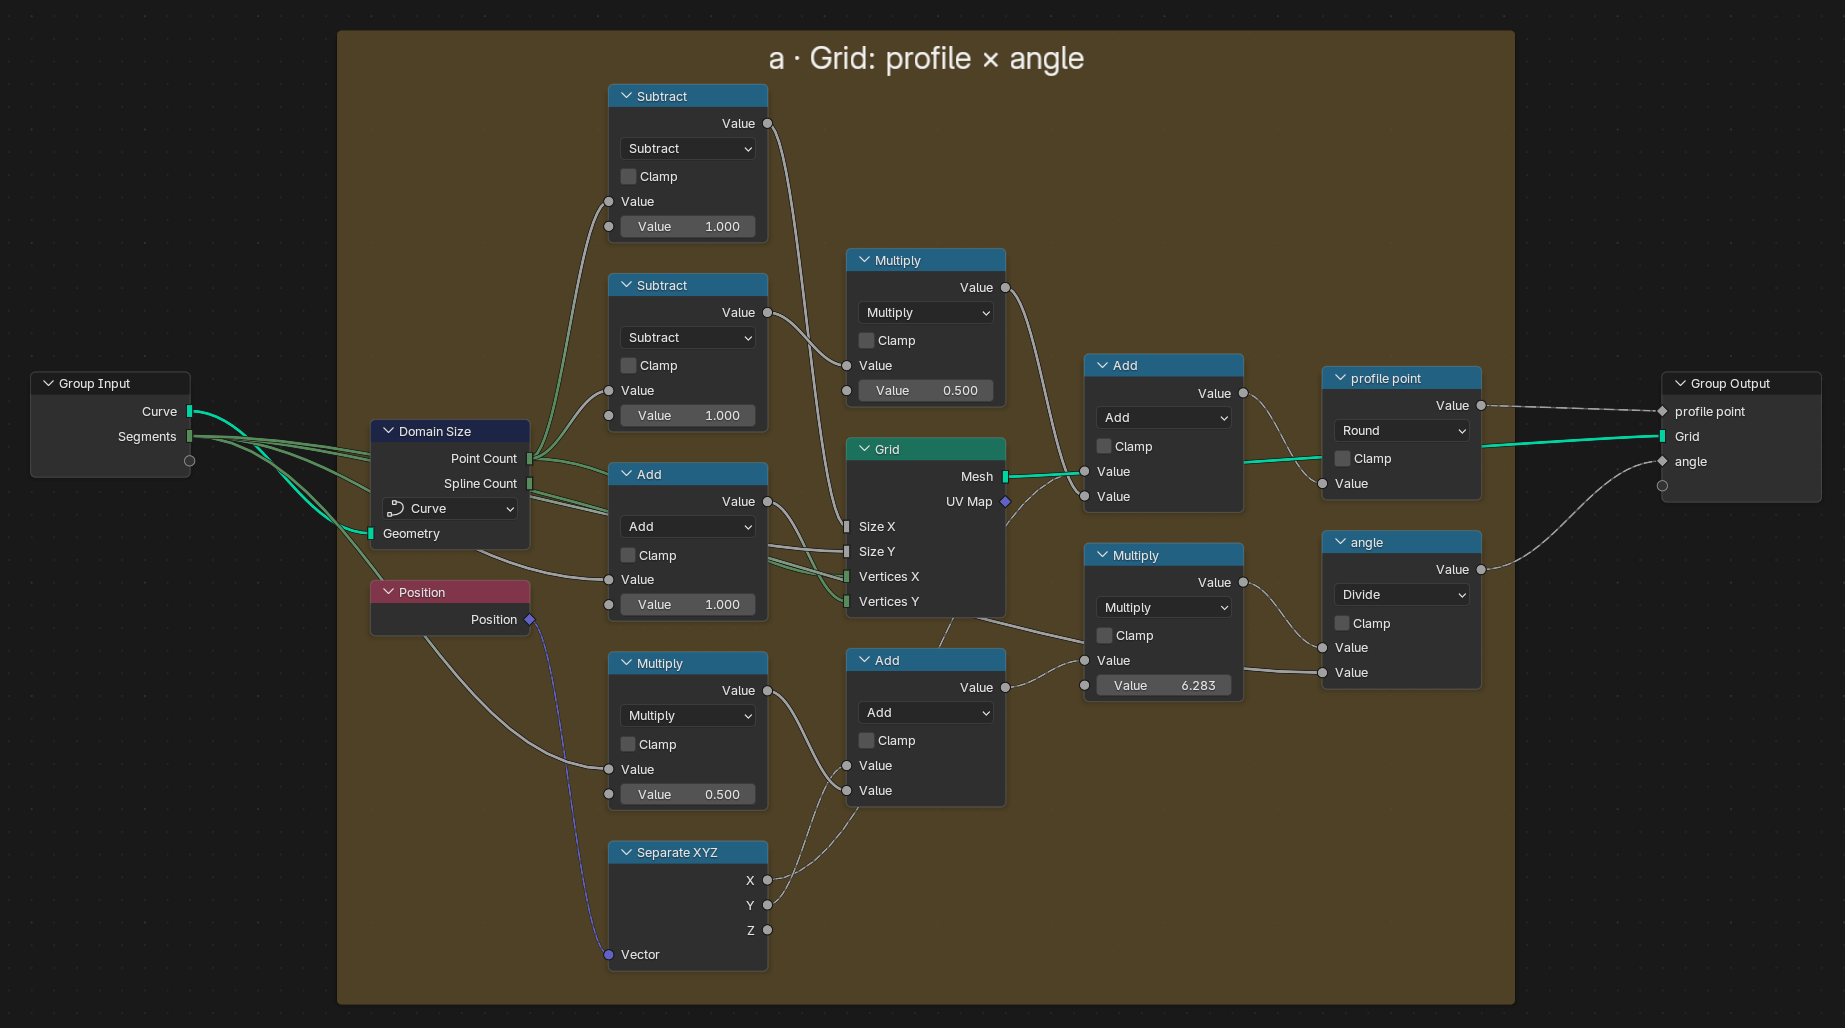 a · Grid: profile × angle
Group Input
Curve
Segments
Domain Size
Point Count
Spline Count
Curve
Geometry
Position
Position
Subtract
Value
Subtract
Clamp
Value
Value 1.000
Subtract
Value
Subtract
Clamp
Value
Value 1.000
Add
Value
Add
Clamp
Value
Value 1.000
Multiply
Value
Multiply
Clamp
Value
Value 0.500
Separate XYZ
X
Y
Z
Vector
Multiply
Value
Multiply
Clamp
Value
Value 0.500
Grid
Mesh
UV Map
Size X
Size Y
Vertices X
Vertices Y
Add
Value
Add
Clamp
Value
Value
Add
Value
Add
Clamp
Value
Value
Multiply
Value
Multiply
Clamp
Value
Value 6.283
profile point
Value
Round
Clamp
Value
angle
Value
Divide
Clamp
Value
Value
Group Output
profile point
Grid
angle